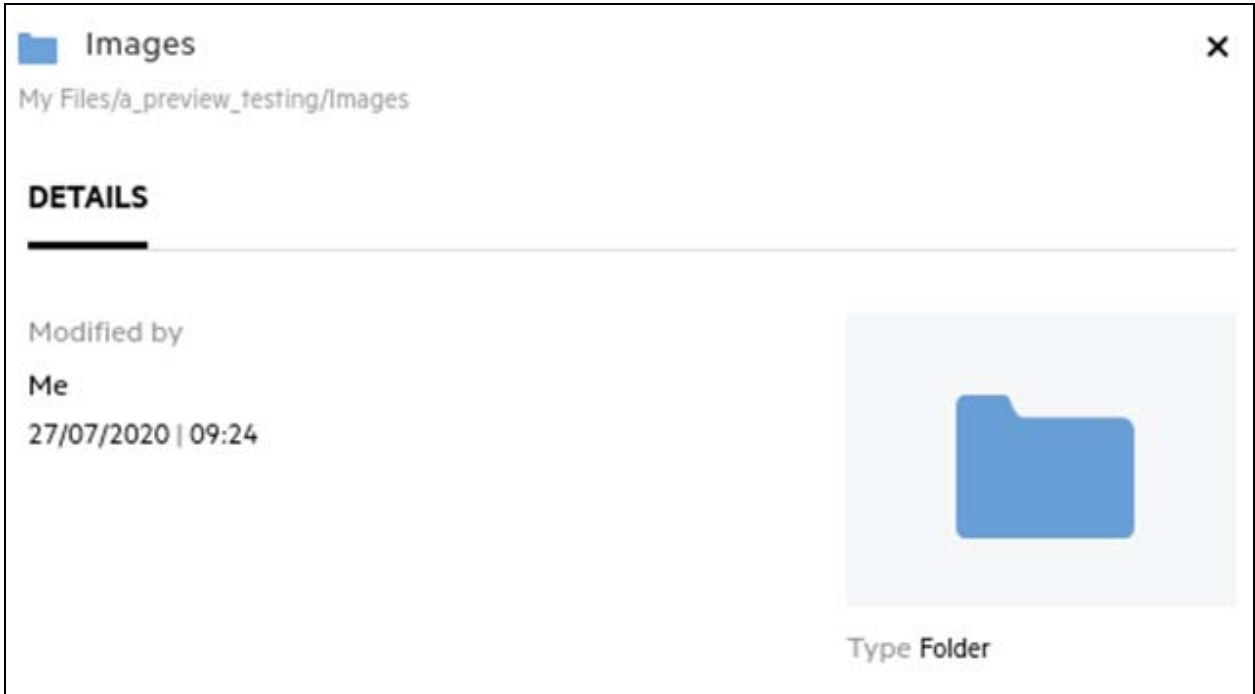 Images
My Files/a_preview_testing/Images
DETAILS
Modified by
Me
27/07/2020 | 09:24
Type Folder